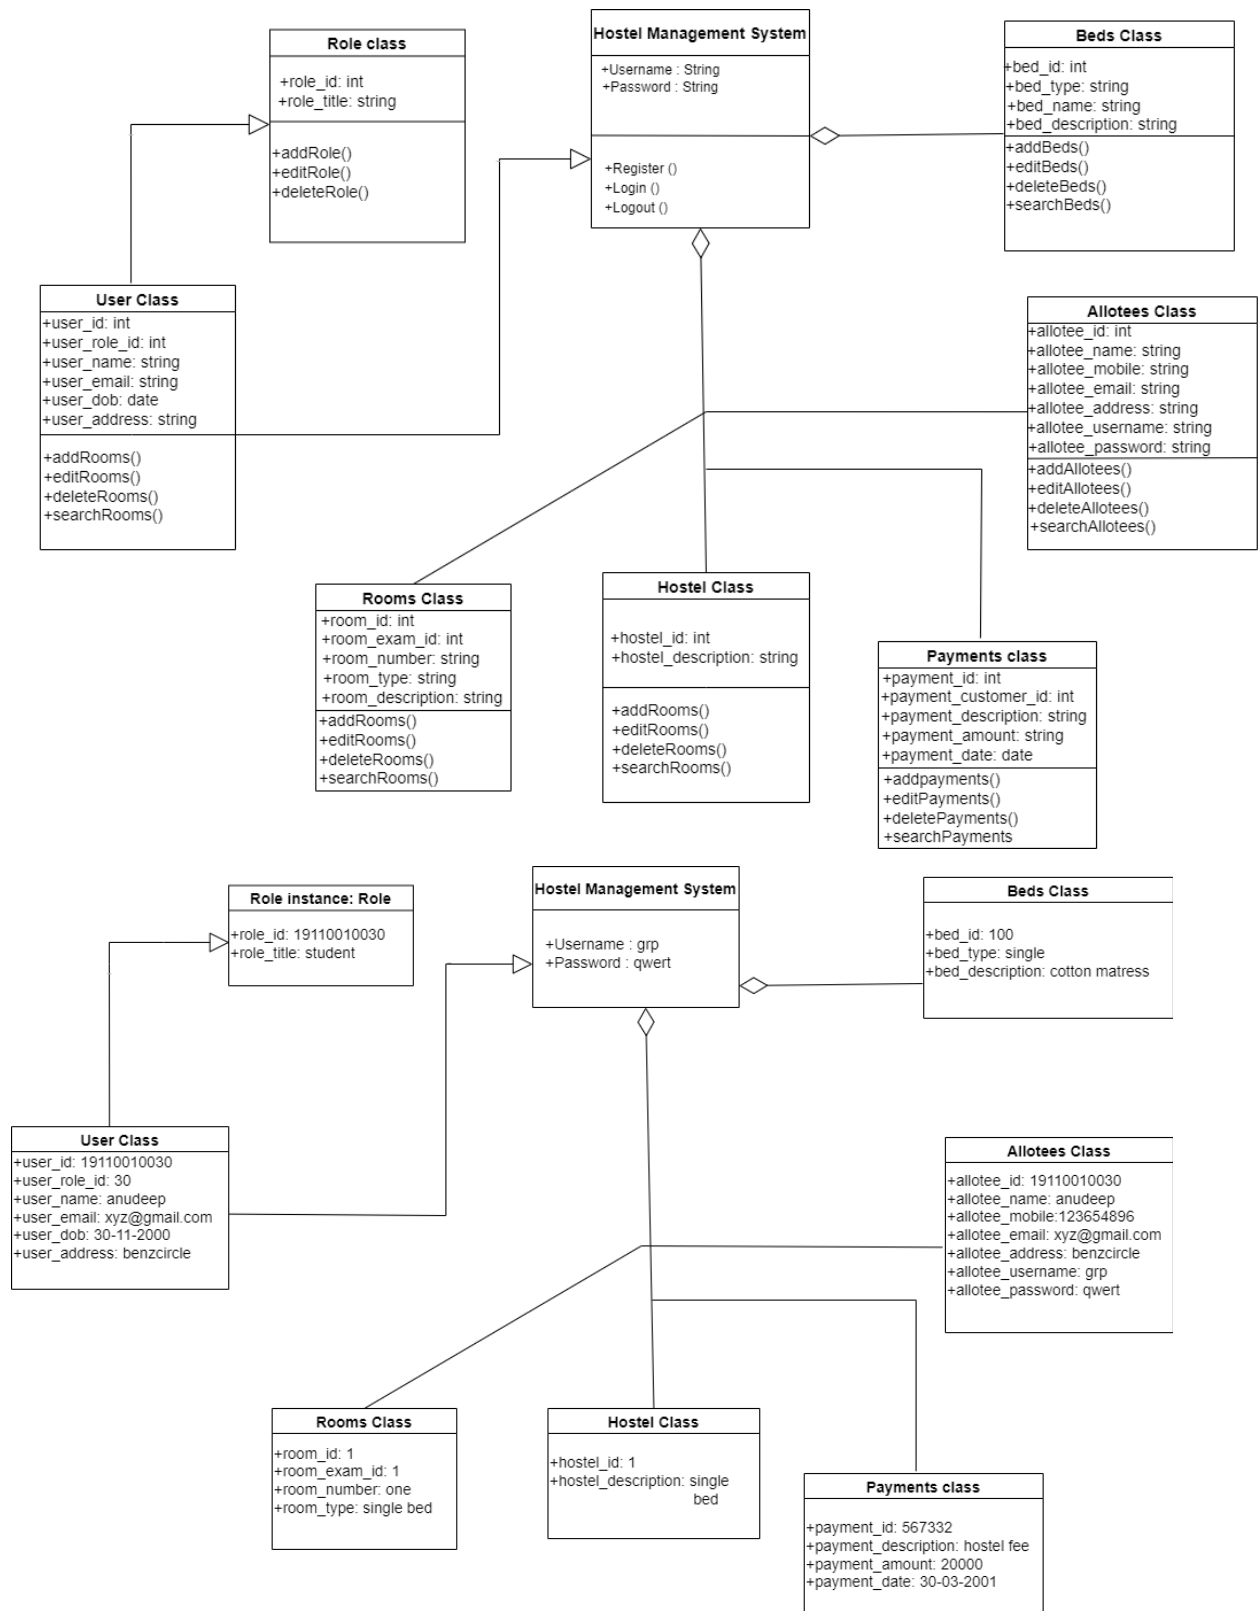 Role class
+role_id: int
+role_title: string
+addRole()
+editRole()
+deleteRole()
Hostel Management System
+Username : String
+Password : String
+Register ()
+Login ()
+Logout ()
Beds Class
+bed_id: int
+bed_type: string
+bed_name: string
+bed_description: string
+addBeds()
+editBeds()
+deleteBeds()
+searchBeds()
User Class
+user_id: int
+user_role_id: int
+user_name: string
+user_email: string
+user_dob: date
+user_address: string
+addRooms()
+editRooms()
+deleteRooms()
+searchRooms()
Allotees Class
+allotee_id: int
+allotee_name: string
+allotee_mobile: string
+allotee_email: string
+allotee_address: string
+allotee_username: string
+allotee_password: string
+addAllotees()
+editAllotees()
+deleteAllotees()
+searchAllotees()
Rooms Class
+room_id: int
+room_exam_id: int
+room_number: string
+room_type: string
+room_description: string
+addRooms()
+editRooms()
+deleteRooms()
+searchRooms()
Hostel Class
+hostel_id: int
+hostel_description: string
+addRooms()
+editRooms()
+deleteRooms()
+searchRooms()
Payments class
+payment_id: int
+payment_customer_id: int
+payment_description: string
+payment_amount: string
+payment_date: date
+addpayments()
+editPayments()
+deletePayments()
+searchPayments
Role instance: Role
+role_id: 19110010030
+role_title: student
Hostel Management System
+Username : grp
+Password : qwert
Beds Class
+bed_id: 100
+bed_type: single
+bed_description: cotton matress
User Class
+user_id: 19110010030
+user_role_id: 30
+user_name: anudeep
+user_email: xyz@gmail.com
+user_dob: 30-11-2000
+user_address: benzcircle
Allotees Class
+allotee_id: 19110010030
+allotee_name: anudeep
+allotee_mobile:123654896
+allotee_email: xyz@gmail.com
+allotee_address: benzcircle
+allotee_username: grp
+allotee_password: qwert
Rooms Class
+room_id: 1
+room_exam_id: 1
+room_number: one
+room_type: single bed
Hostel Class
+hostel_id: 1
+hostel_description: single
bed
Payments class
+payment_id: 567332
+payment_description: hostel fee
+payment_amount: 20000
+payment_date: 30-03-2001